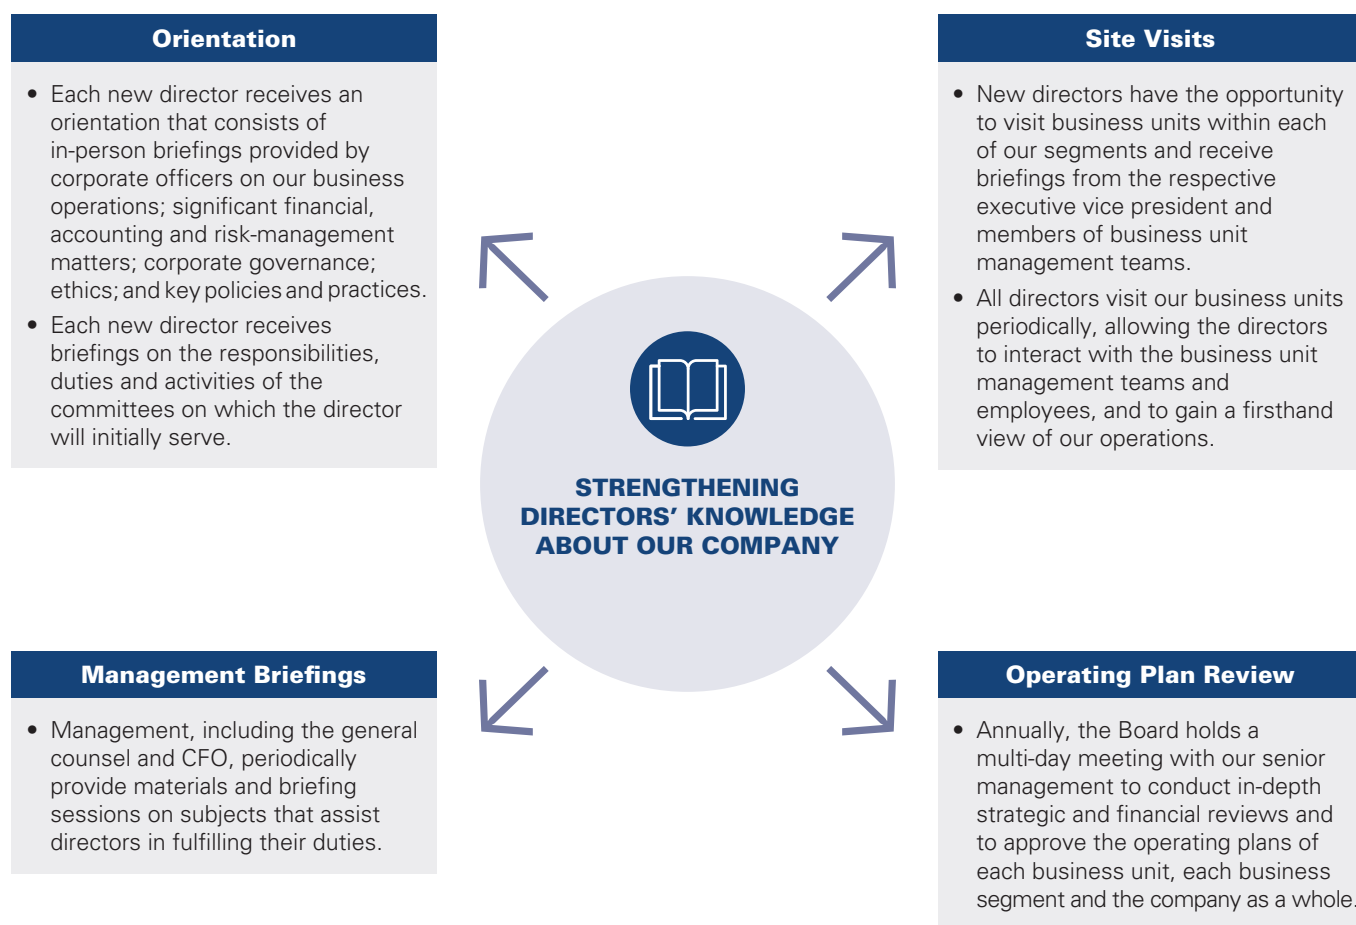 Orientation
• Each new director receives an
orientation that consists of
in-person briefings provided by
corporate officers on our business
operations; significant financial,
accounting and risk-management
matters; corporate governance;
ethics; and key policies and practices.
• Each new director receives
briefings on the responsibilities,
duties and activities of the
committees on which the director
will initially serve.
Site Visits
• New directors have the opportunity
to visit business units within each
of our segments and receive
briefings from the respective
executive vice president and
members of business unit
management teams.
• All directors visit our business units
periodically, allowing the directors
to interact with the business unit
management teams and
employees, and to gain a firsthand
view of our operations.
STRENGTHENING
DIRECTORS’ KNOWLEDGE
ABOUT OUR COMPANY
Management Briefings
• Management, including the general
counsel and CFO, periodically
provide materials and briefing
sessions on subjects that assist
directors in fulfilling their duties.
Operating Plan Review
• Annually, the Board holds a
multi-day meeting with our senior
management to conduct in-depth
strategic and financial reviews and
to approve the operating plans of
each business unit, each business
segment and the company as a whole.